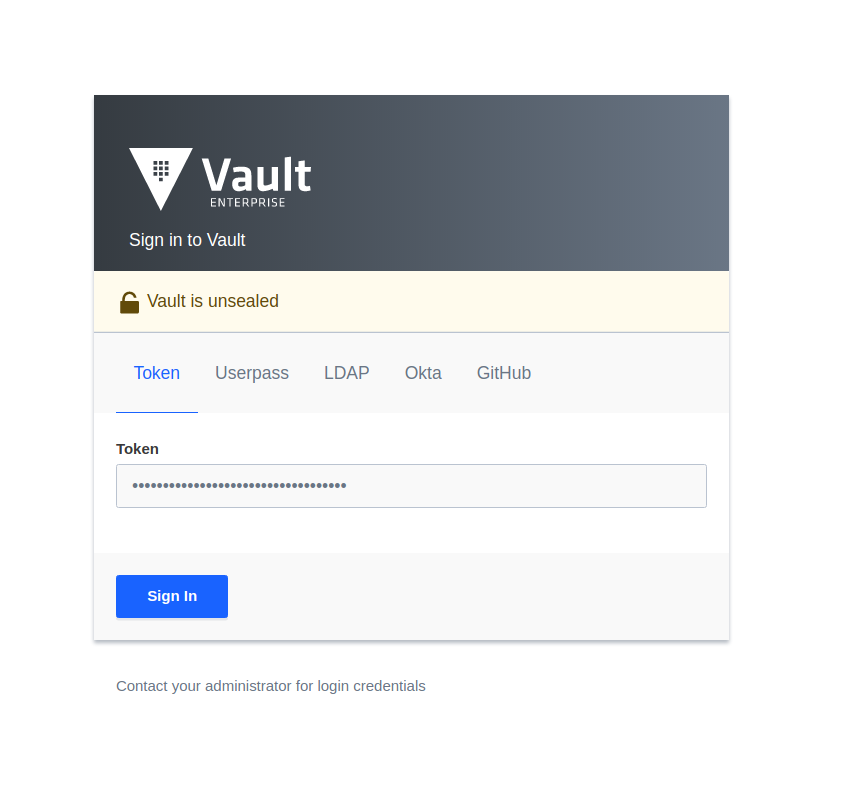 Vault
ENTERPRISE
Sign in to Vault
Vault is unsealed
Token Userpass LDAP Okta GitHub
Token
•••••••••••••••••••••••••••••••••••
Sign In
Contact your administrator for login credentials